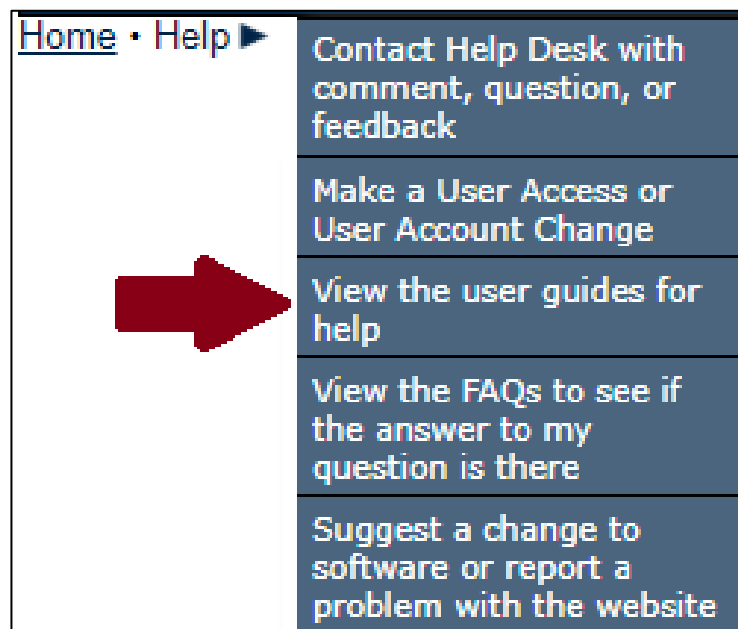 Home • Help ►
Contact Help Desk with
comment, question, or
feedback
Make a User Access or
User Account Change
View the user guides for
help
View the FAQs to see if
the answer to my
question is there
Suggest a change to
software or report a
problem with the website